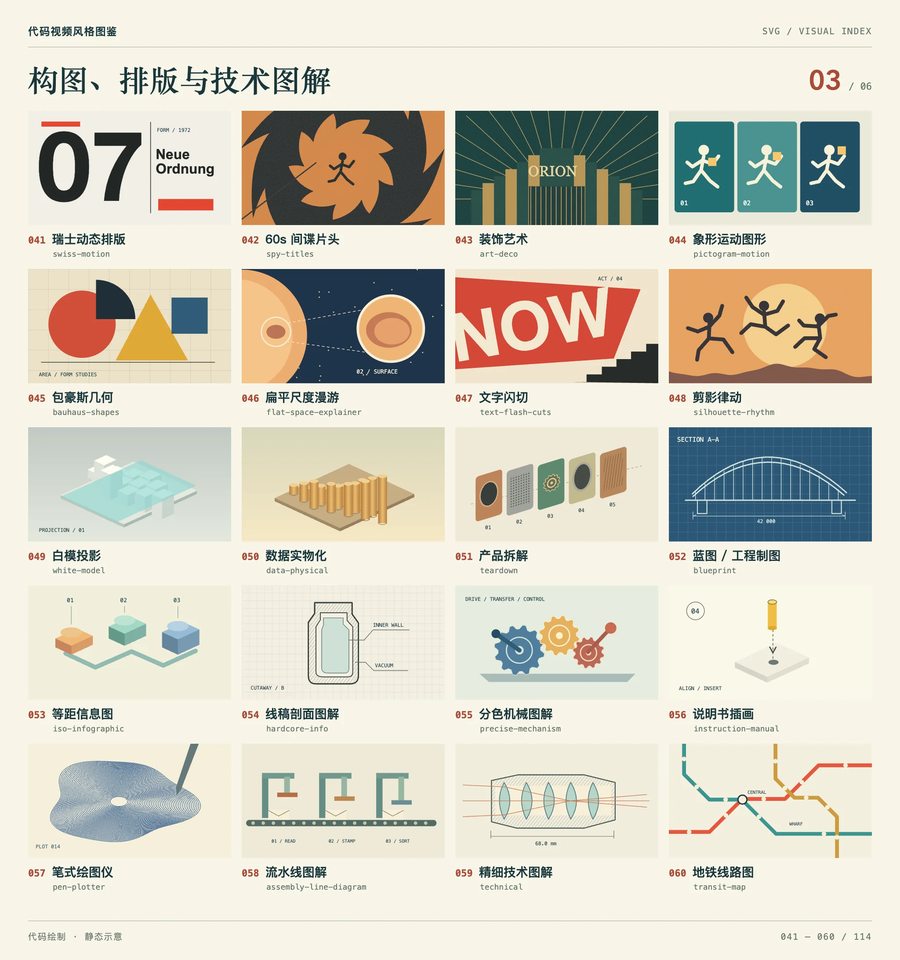 代码视频风格图鉴
SVG / VISUAL INDEX
构图、排版与技术图解
03 / 06
07
FORM / 1972
Neue
Ordnung
ORION
01
02
03
041 瑞士动态排版
swiss-motion
042 60s 间谍片头
spy-titles
043 装饰艺术
art-deco
044 象形运动图形
pictogram-motion
AREA / FORM STUDIES
02 / SURFACE
ACT / 04
NOW
045 包豪斯几何
bauhaus-shapes
046 扁平尺度漫游
flat-space-explainer
047 文字闪切
text-flash-cuts
048 剪影律动
silhouette-rhythm
PROJECTION / 01
01
02
03
04
05
SECTION A—A
42 000
049 白模投影
white-model
050 数据实物化
data-physical
051 产品拆解
teardown
052 蓝图 / 工程制图
blueprint
01
02
03
INNER WALL
VACUUM
CUTAWAY / B
DRIVE / TRANSFER / CONTROL
04
ALIGN / INSERT
053 等距信息图
iso-infographic
054 线稿剖面图解
hardcore-info
055 分色机械图解
precise-mechanism
056 说明书插画
instruction-manual
PLOT 014
01 / READ
02 / STAMP
03 / SORT
68.0 mm
CENTRAL
WHARF
057 笔式绘图仪
pen-plotter
058 流水线图解
assembly-line-diagram
059 精细技术图解
technical
060 地铁线路图
transit-map
代码绘制 · 静态示意
041 — 060 / 114